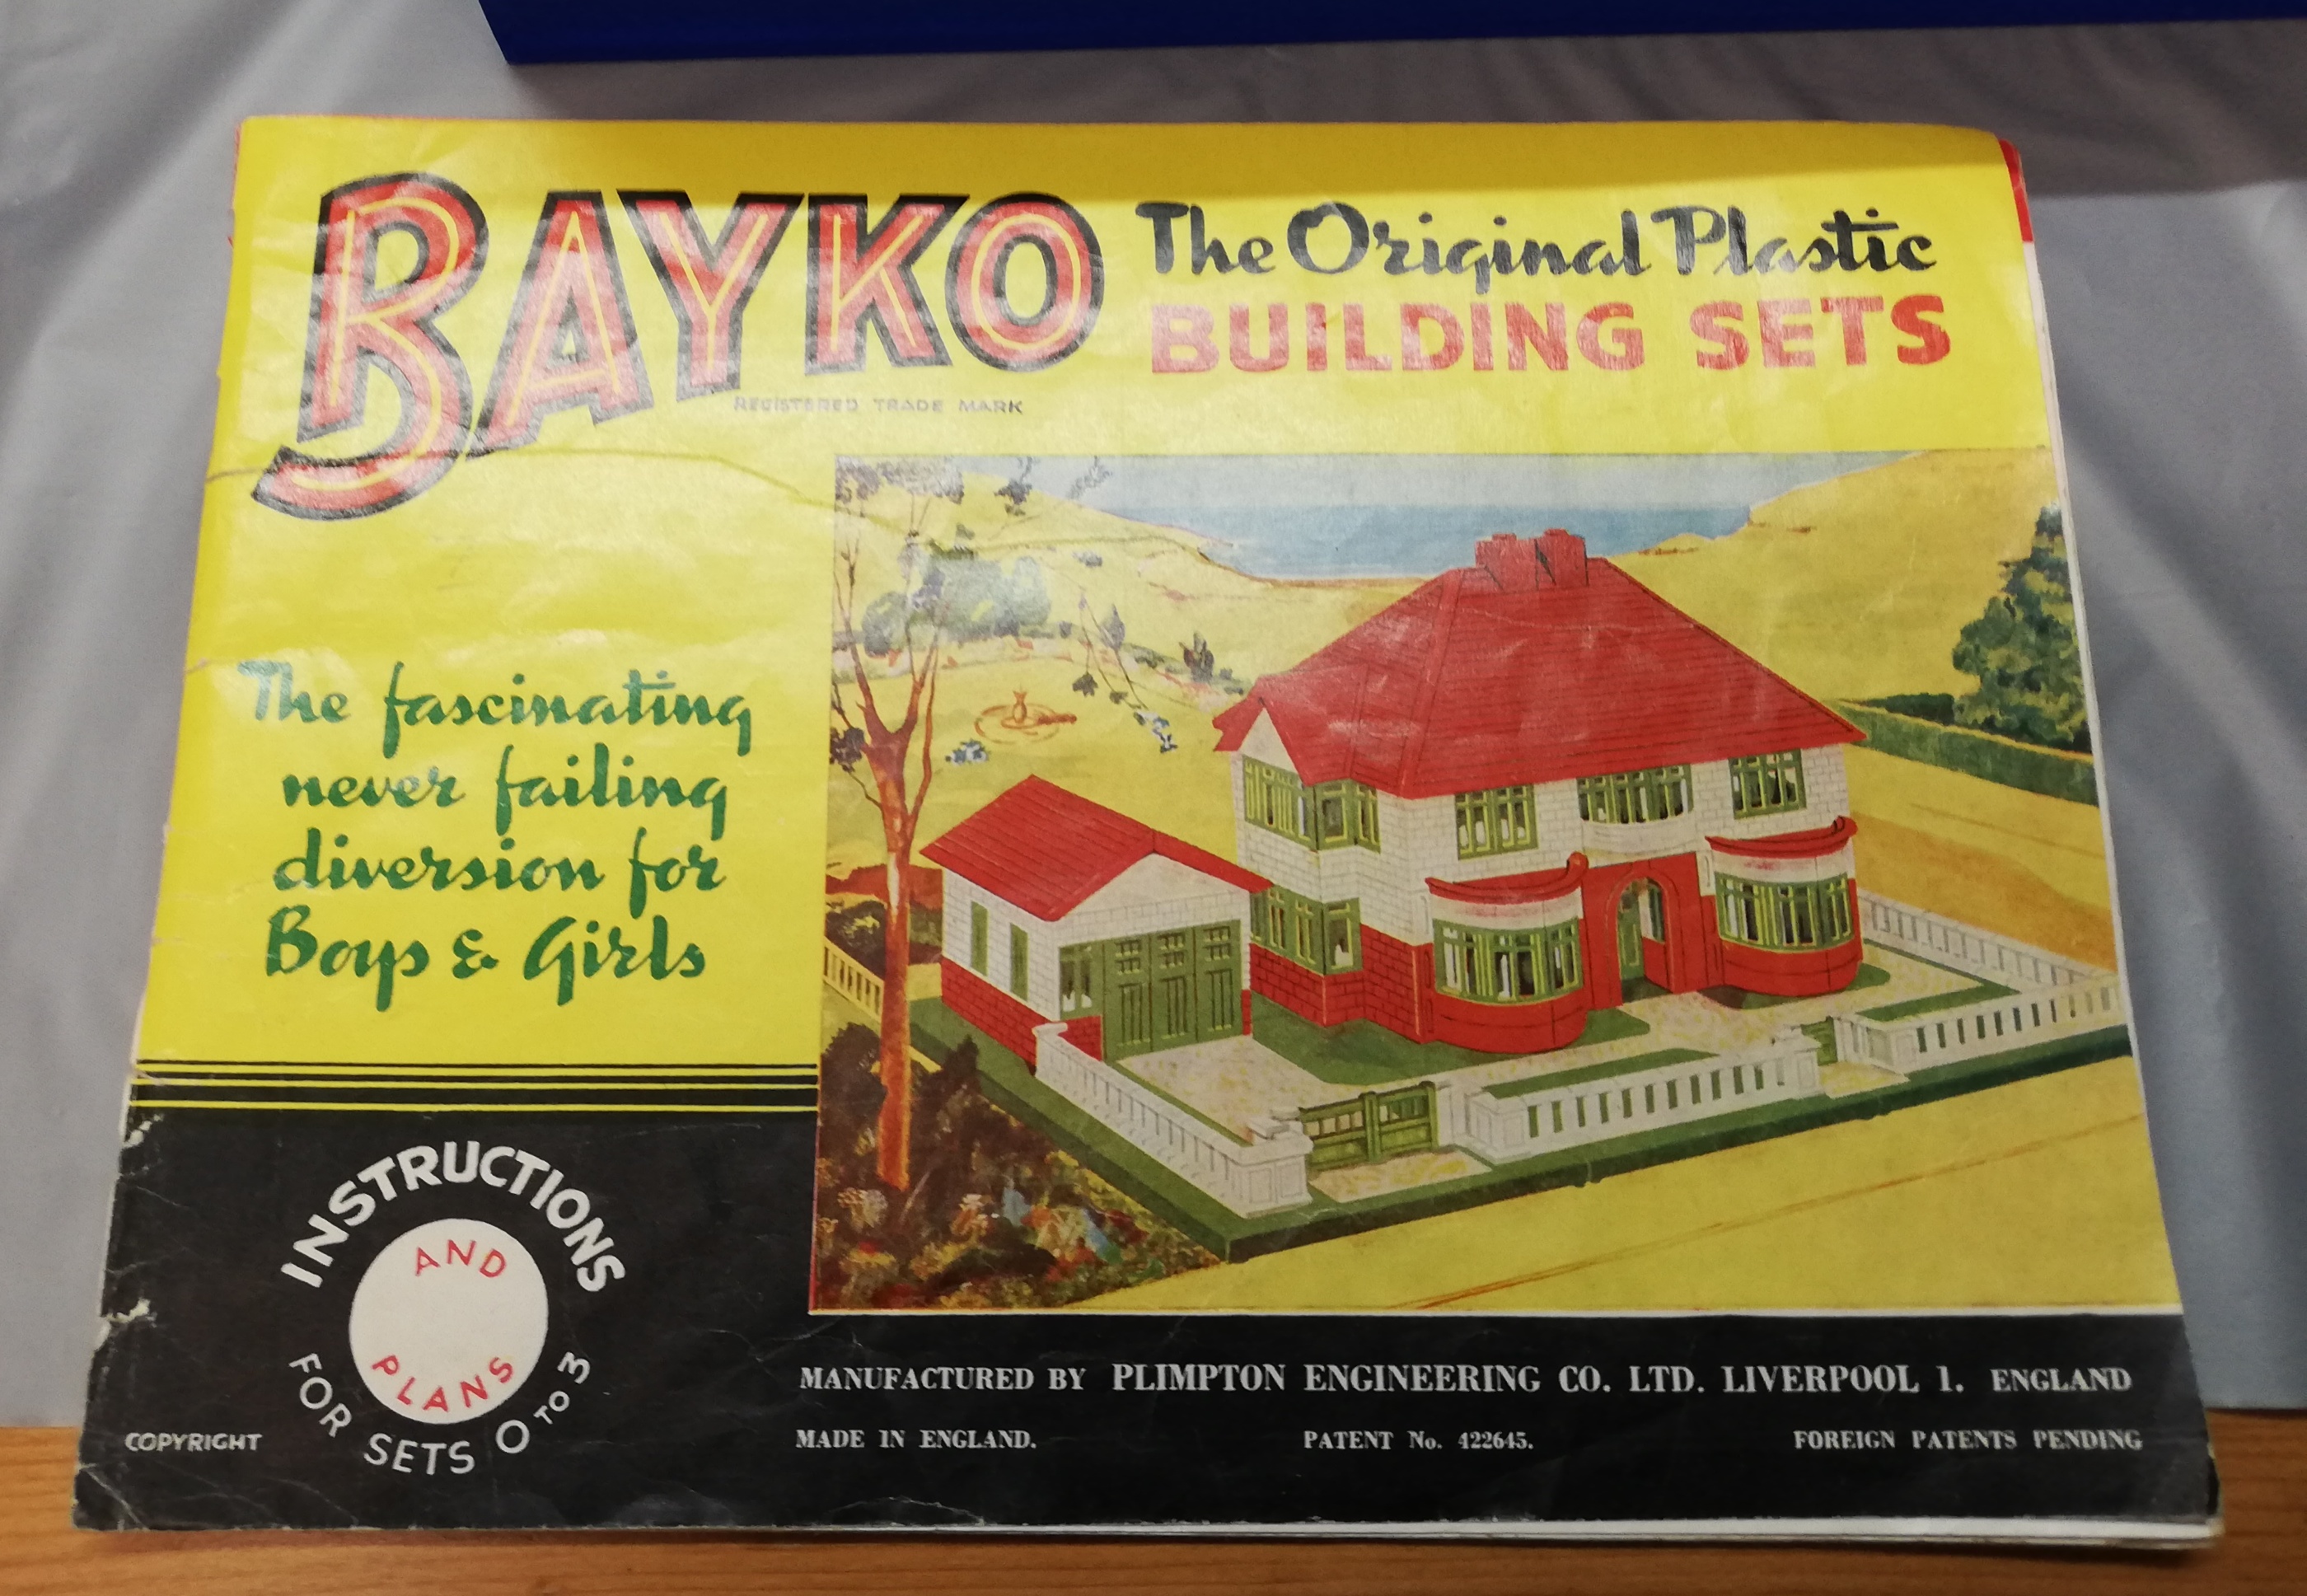 BAYKO
REGISTERED TRADE MARK
The Original Plastic
BUILDING SETS
The fascinating
never failing
diversion for
Boys & Girls
INSTRUCTIONS
AND
PLANS
FOR SETS 0 TO 3
COPYRIGHT
MANUFACTURED BY PLIMPTON ENGINEERING CO. LTD. LIVERPOOL 1. ENGLAND
MADE IN ENGLAND.
PATENT No. 422645.
FOREIGN PATENTS PENDING